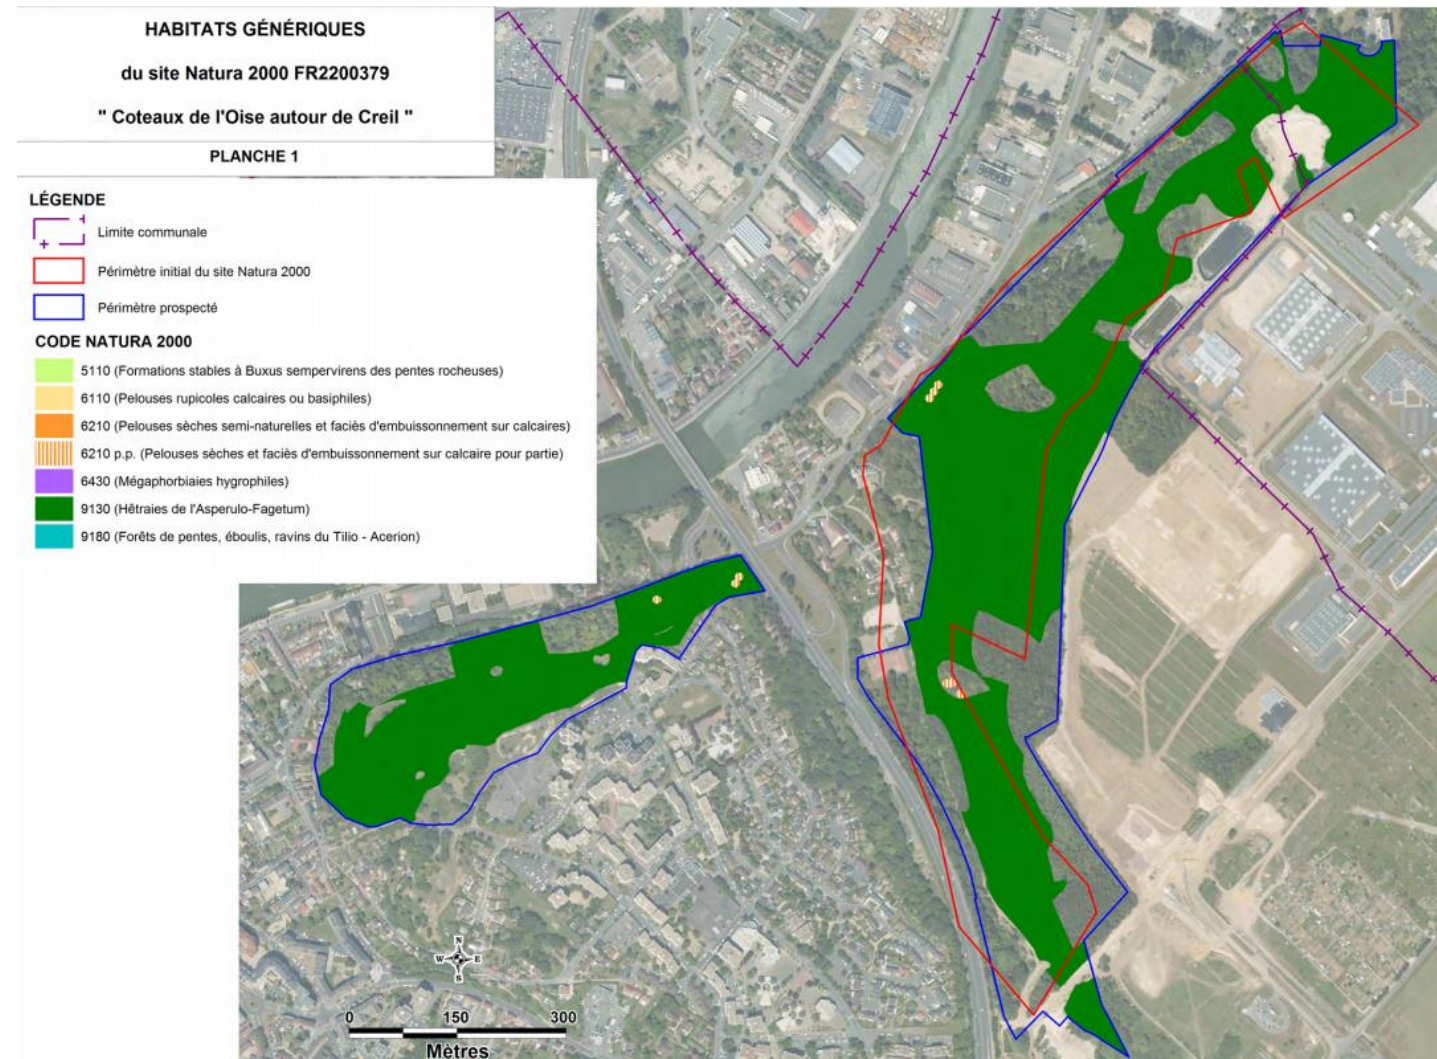 HABITATS GÉNÉRIQUES
du site Natura 2000 FR2200379
" Coteaux de l'Oise autour de Creil "
PLANCHE 1
LÉGENDE
Limite communale
Périmètre initial du site Natura 2000
Périmètre prospecté
CODE NATURA 2000
5110 (Formations stables à Buxus sempervirens des pentes rocheuses)
6110 (Pelouses rupicoles calcaires ou basiphiles)
6210 (Pelouses sèches semi-naturelles et faciès d'embuissonnement sur calcaires)
6210 p.p. (Pelouses sèches et faciès d'embuissonnement sur calcaire pour partie)
6430 (Mégaphorbiaies hygrophiles)
9130 (Hêtraies de l'Asperulo-Fagetum)
9180 (Forêts de pentes, éboulis, ravins du Tilio - Acerion)
N
W E
S
0 150 300
Mètres